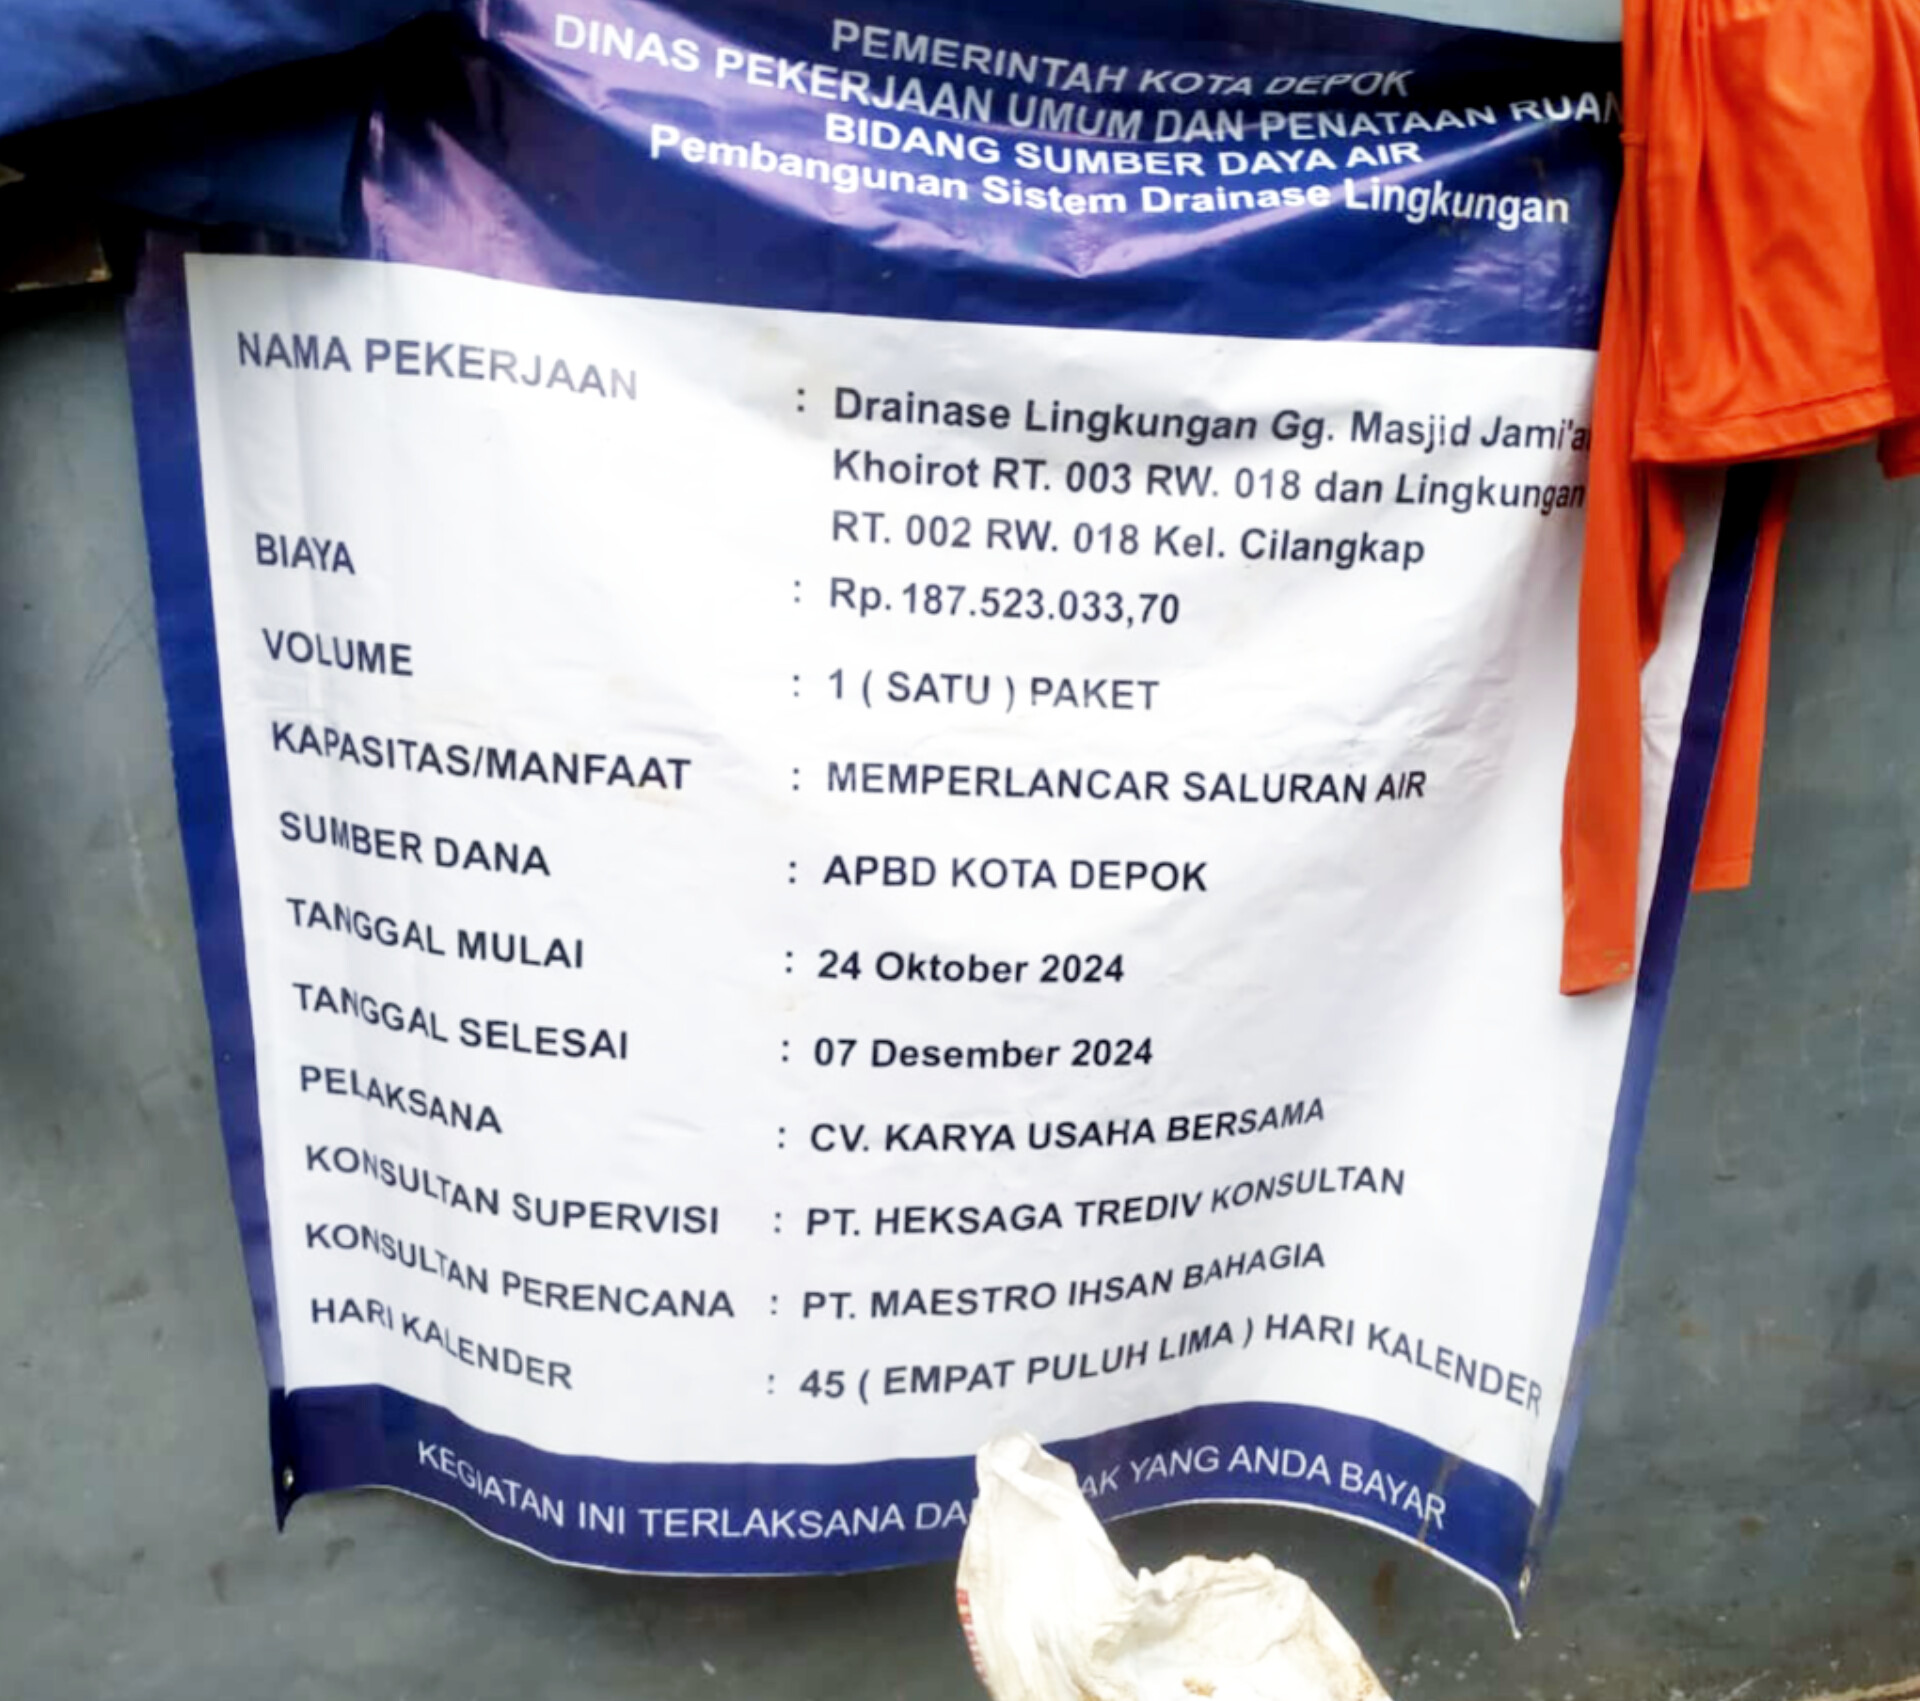 PEMERINTAH KOTA DEPOK
DINAS PEKERJAAN UMUM DAN PENATAAN
BIDANG SUMBER DAYA AIR
Pembangunan Sistem Drainase Lingkungan
NAMA PEKERJAAN : Drainase Lingkungan Gg. Masjid
Khoirot RT. 003 RW. 018 dan Lingkungan
RT. 002 RW. 018 Kel. Cilangkap
BIAYA : Rp. 187.523.033,70
VOLUME : 1 ( SATU ) PAKET
KAPASITAS/MANFAAT : MEMPERLANCAR SALURAN AIR
SUMBER DANA : APBD KOTA DEPOK
TANGGAL MULAI : 24 Oktober 2024
TANGGAL SELESAI : 07 Desember 2024
PELAKSANA : CV. KARYA USAHA BERSAMA
KONSULTAN SUPERVISI : PT. HEKSAGA TREDIV KONSULTAN
KONSULTAN PERENCANA : PT. MAESTRO IHSAN BAHAGIA
HARI KALENDER : 45 ( EMPAT PULUH LIMA ) HARI KALENDER
KEGIATAN INI TERLAKSANA YANG ANDA BAYAR